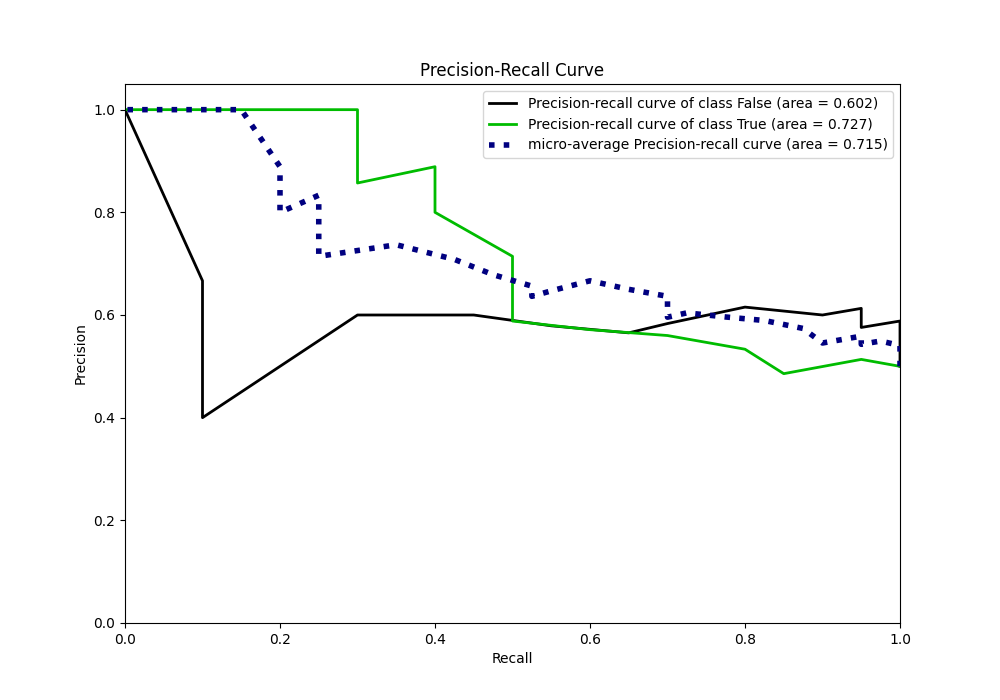 Precision-Recall Curve
Precision-recall curve of class False (area = 0.602)
Precision-recall curve of class True (area = 0.727)
micro-average Precision-recall curve (area = 0.715)
1.0
0.8
0.6
0.4
0.2
0.0
Precision
0.0 0.2 0.4 0.6 0.8 1.0
Recall